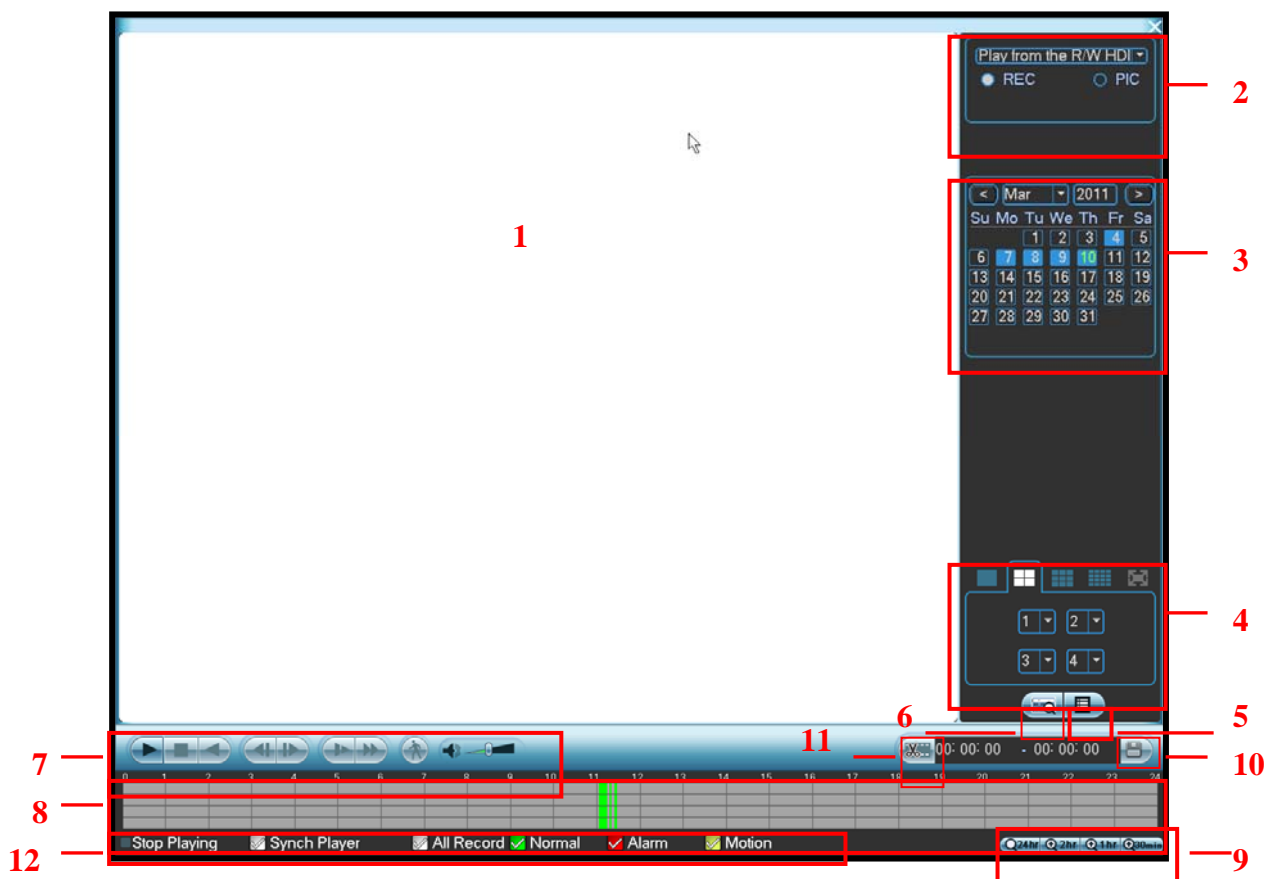 Play from the R/W HDI
REC PIC
2
< Mar 2011 >
Su Mo Tu We Th Fr Sa
1 2 3 4 5
6 7 8 9 10 11 12
13 14 15 16 17 18 19
20 21 22 23 24 25 26
27 28 29 30 31
3
1
1 2
3 4
4
6
5
7
11
00: 00: 00 - 00: 00: 00
10
0 1 2 3 4 5 6 7 8 9 10 11 12 13 14 15 16 17 18 19 20 21 22 23 24
8
Stop Playing Synch Player All Record Normal Alarm Motion
24hr 2hr 1hr 30min
12
9